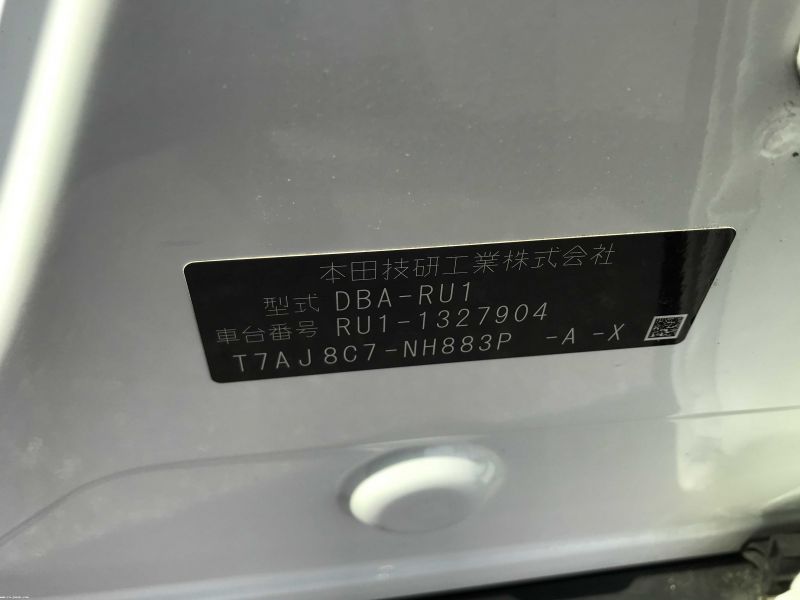 本田技研工業株式会社
型式 DBA-RU1
車台番号 RU1-1327904
T7AJ8C7-NH883P -A -X